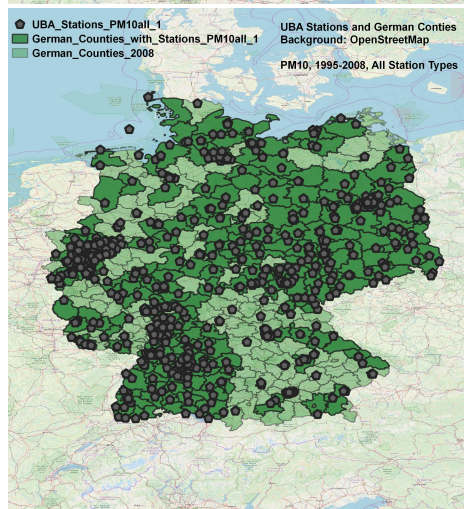 UBA_Stations_PM10all_1
German_Counties_with_Stations_PM10all_1
German_Counties_2008
UBA Stations and German Conties
Background: OpenStreetMap
PM10, 1995-2008, All Station Types